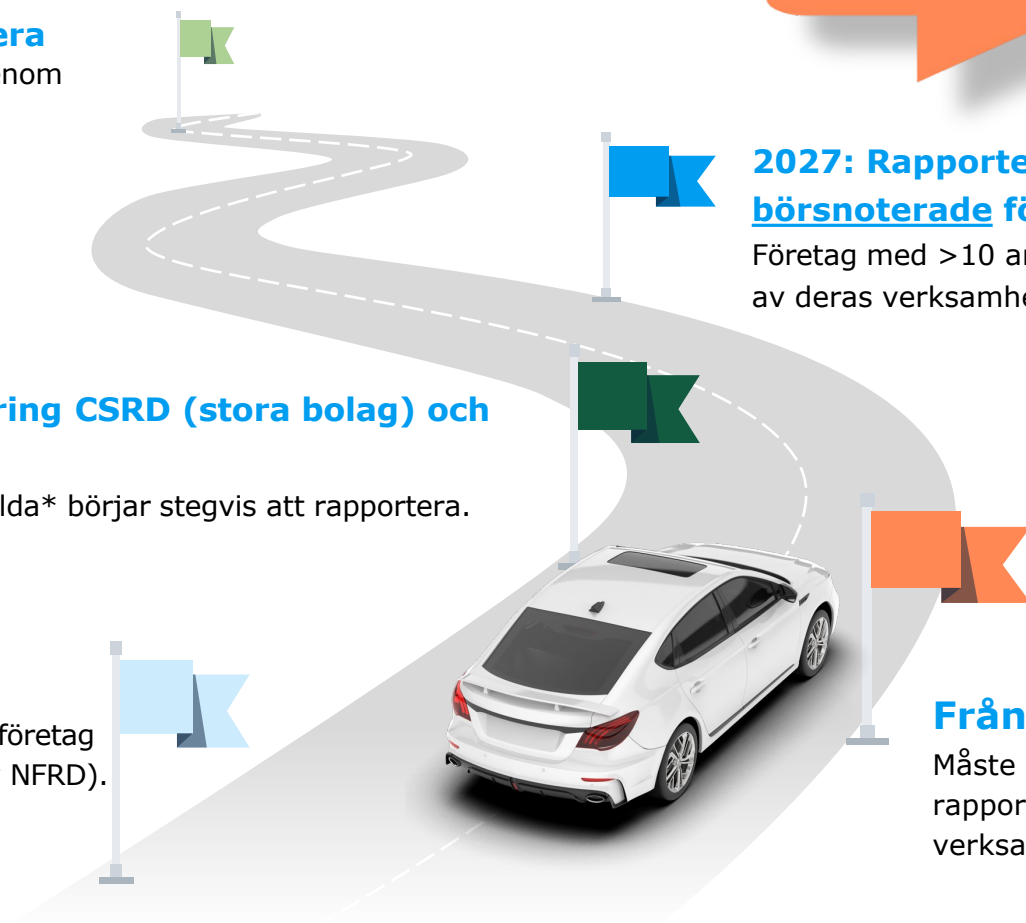 era
enom
2027: Rapporte
börsnoterade fö
Företag med >10 an
av deras verksamhe
ring CSRD (stora bolag) och
lda* börjar stegvis att rapportera.
företag
NFRD).
Från
Måste
rappor
verksa